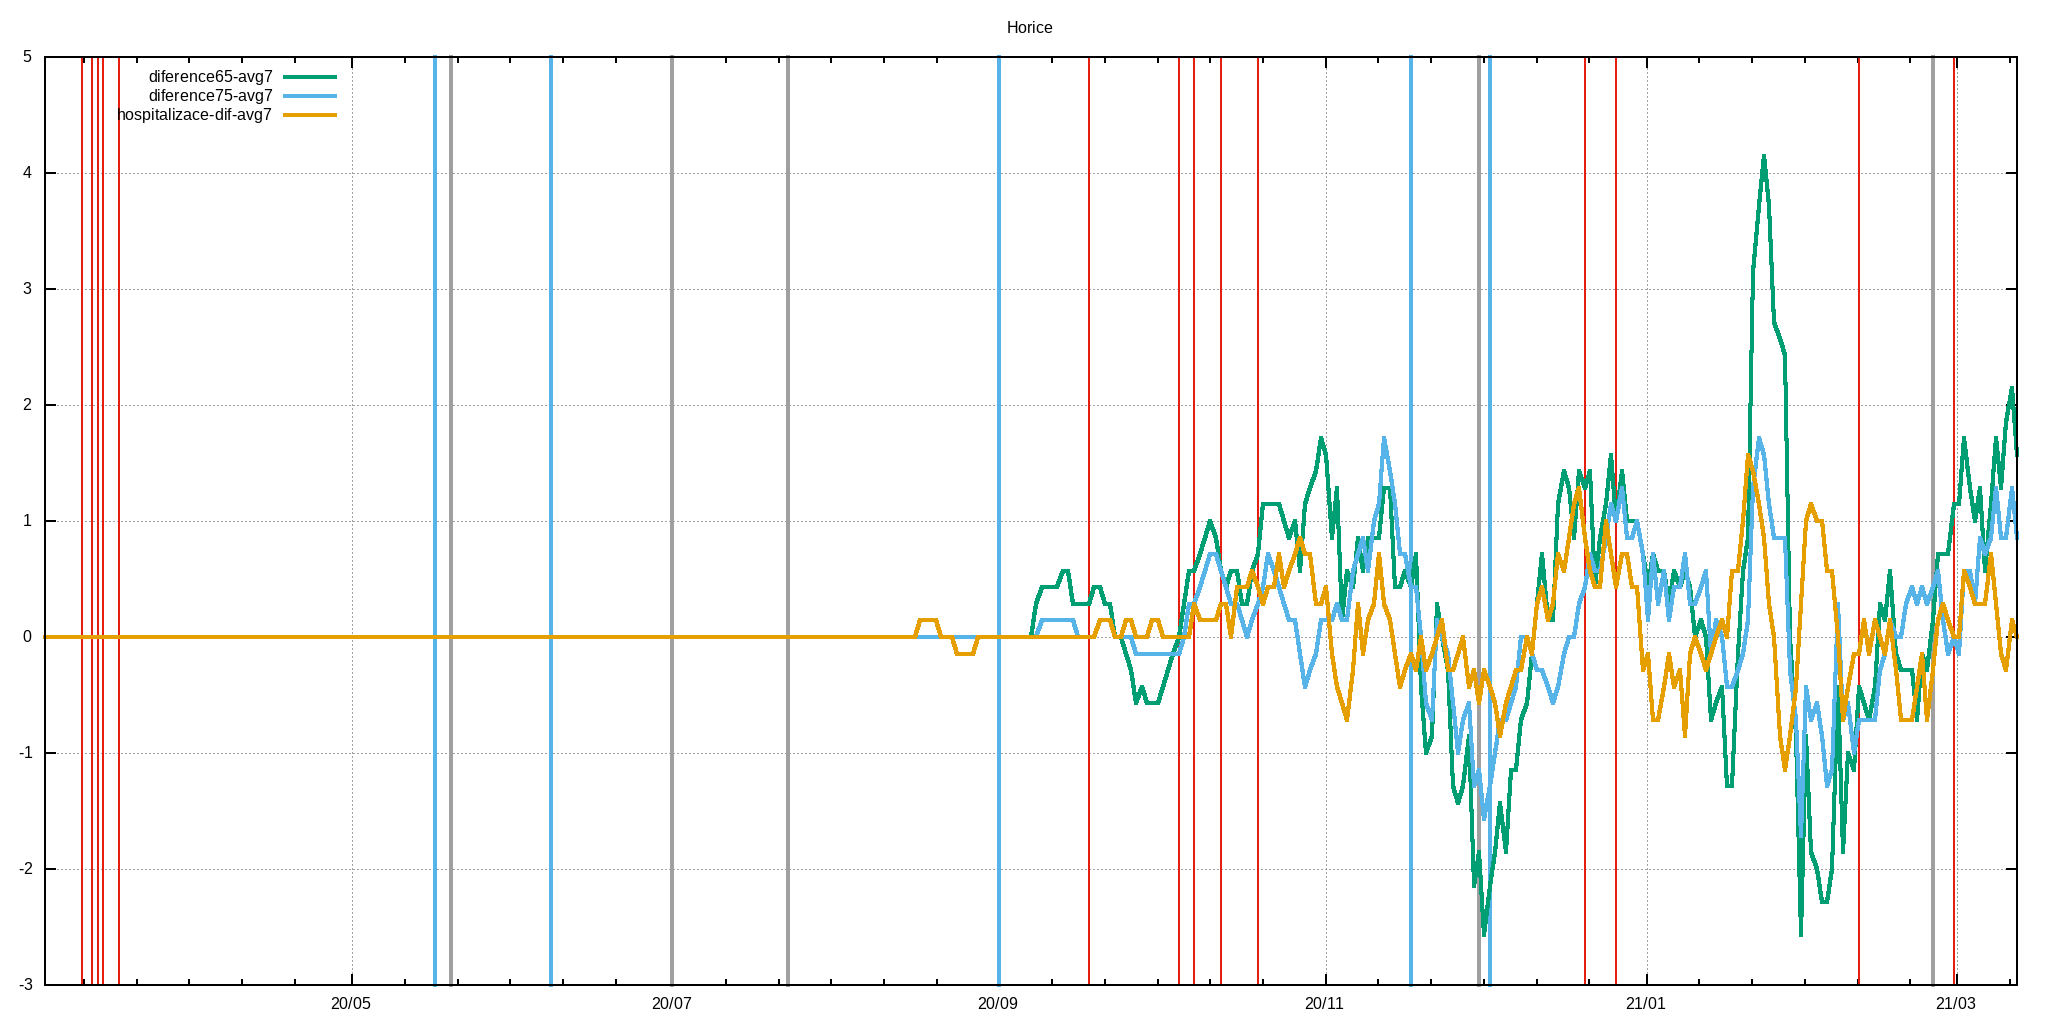 Horice
diference65-avg7
diference75-avg7
hospitalizace-dif-avg7
5
4
3
2
1
0
-1
-2
-3
20/05 20/07 20/09 20/11 21/01 21/03